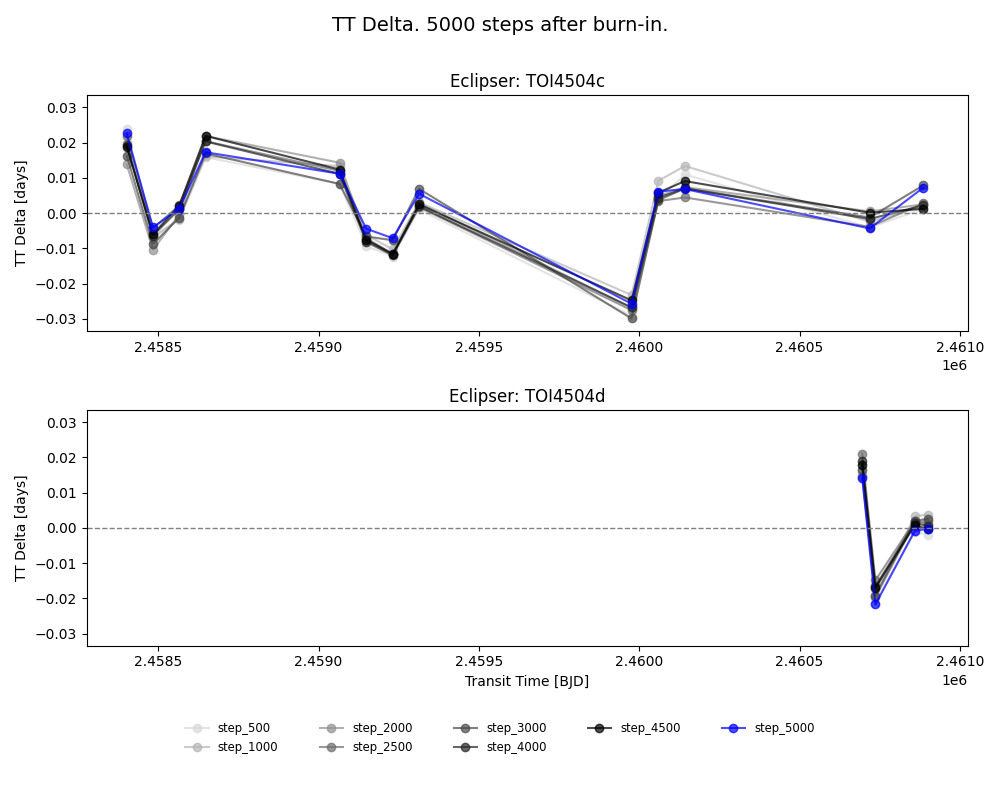 TT Delta. 5000 steps after burn-in.
Eclipser: TOI4504c
TT Delta [days]
0.03
0.02
0.01
0.00
−0.01
−0.02
−0.03
2.4585 2.4590 2.4595 2.4600 2.4605 2.4610
1e6
Eclipser: TOI4504d
TT Delta [days]
0.03
0.02
0.01
0.00
−0.01
−0.02
−0.03
2.4585 2.4590 2.4595 2.4600 2.4605 2.4610
1e6
Transit Time [BJD]
step_500 step_2000 step_3000 step_4500 step_5000
step_1000 step_2500 step_4000